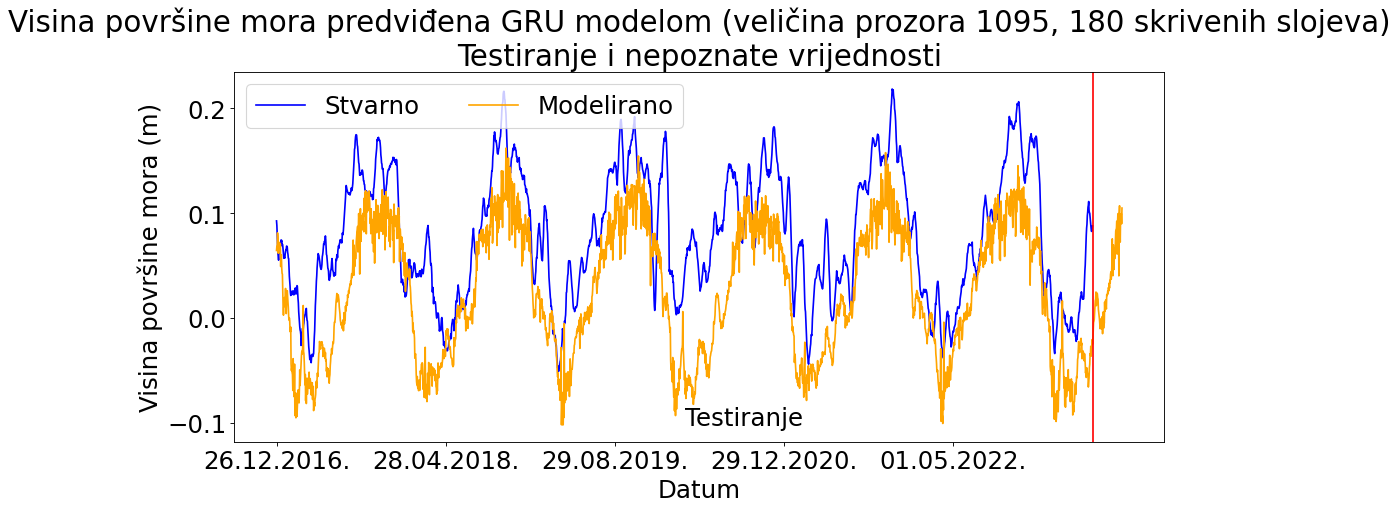 Visina površine mora predviđena GRU modelom (veličina prozora 1095, 180 skrivenih slojeva)
Testiranje i nepoznate vrijednosti
Stvarno
Modelirano
Visina površine mora (m)
0.2
0.1
0.0
−0.1
Testiranje
26.12.2016.
28.04.2018.
29.08.2019.
29.12.2020.
01.05.2022.
Datum